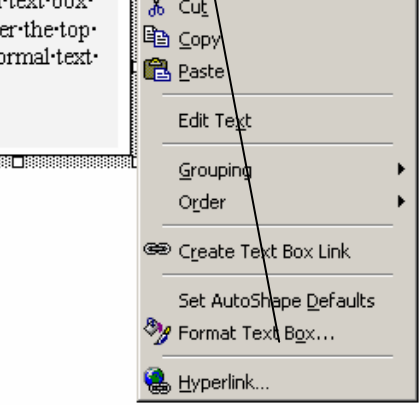 text·box·
Cut
er·the·top·
Copy
ormal·text·
Paste
Edit Text
Grouping
Order
Create Text Box Link
Set AutoShape Defaults
Format Text Box...
Hyperlink...